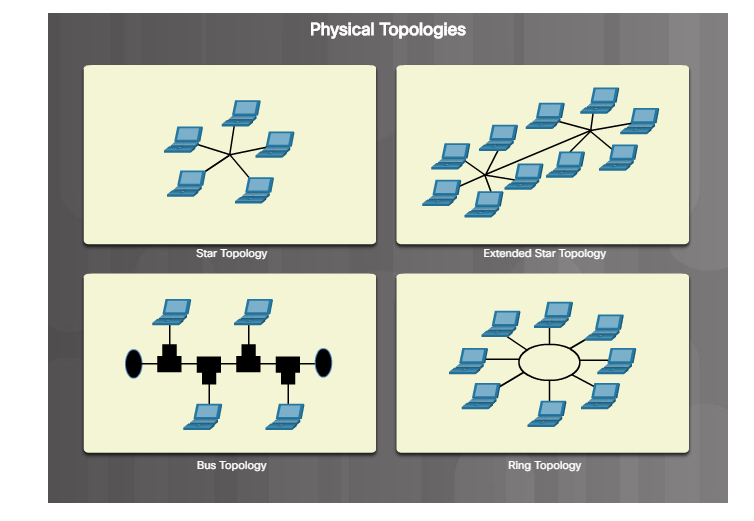 Physical Topologies
Star Topology
Extended Star Topology
Bus Topology
Ring Topology